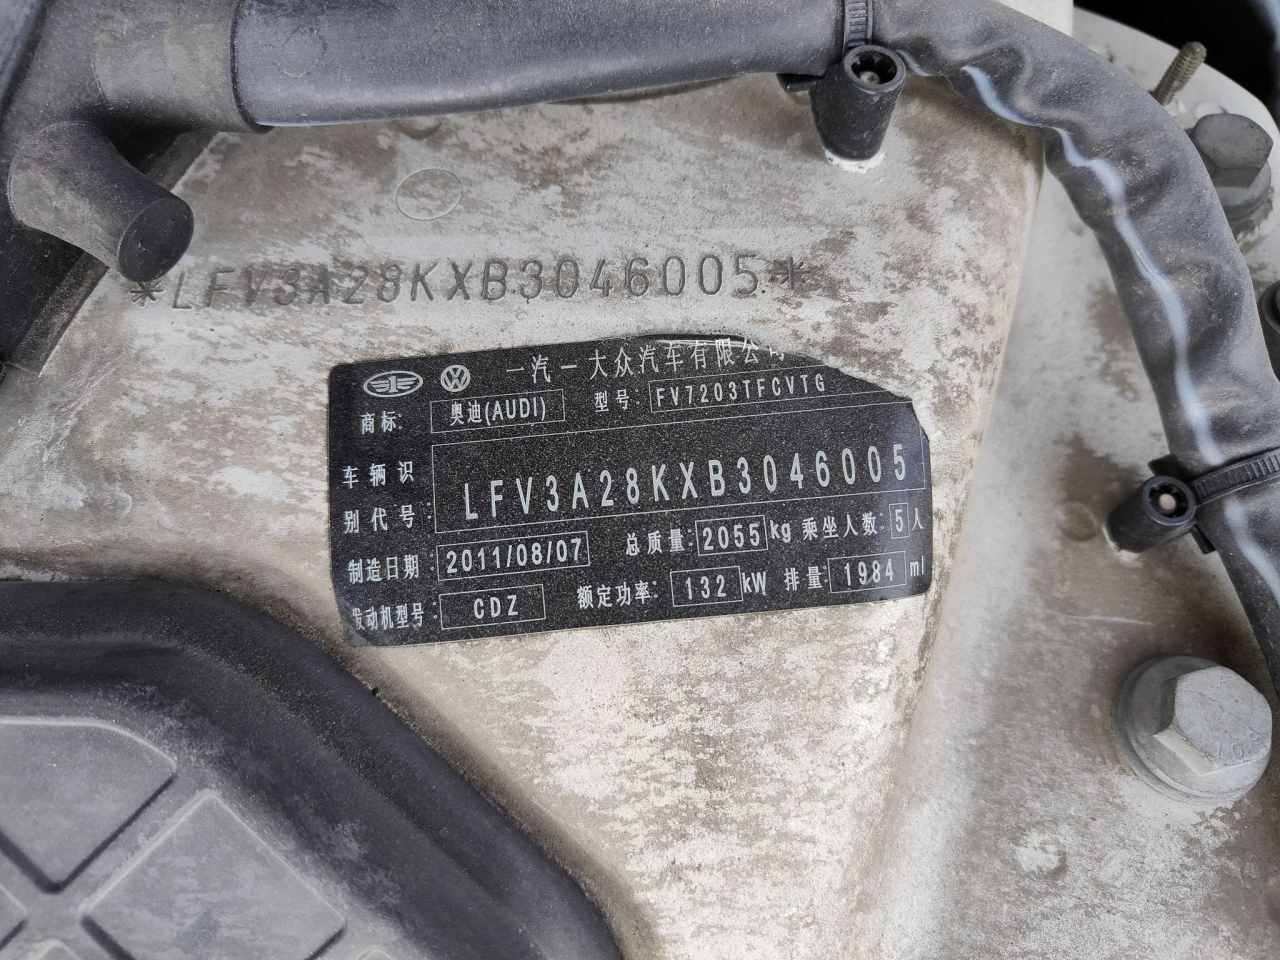 *LFV3A28KXB3046005*
一汽一大众汽车有限公司
商标: 奥迪(AUDI) 型号: FV7203TFCVTG
车辆识别代号: LFV3A28KXB3046005
制造日期: 2011/08/07 总质量: 2055 kg 乘坐人数: 5 人
发动机型号: CDZ 额定功率: 132 kW 排量: 1984 ml